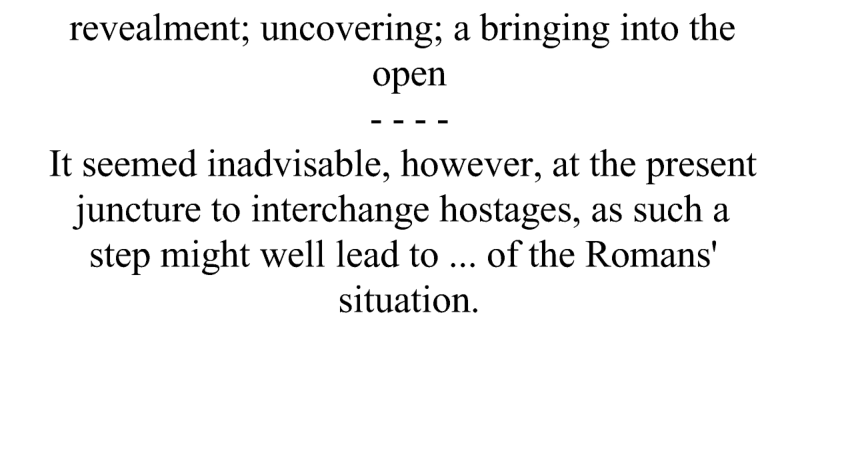 revealment; uncovering; a bringing into the
open
- - - -
It seemed inadvisable, however, at the present
juncture to interchange hostages, as such a
step might well lead to ... of the Romans'
situation.